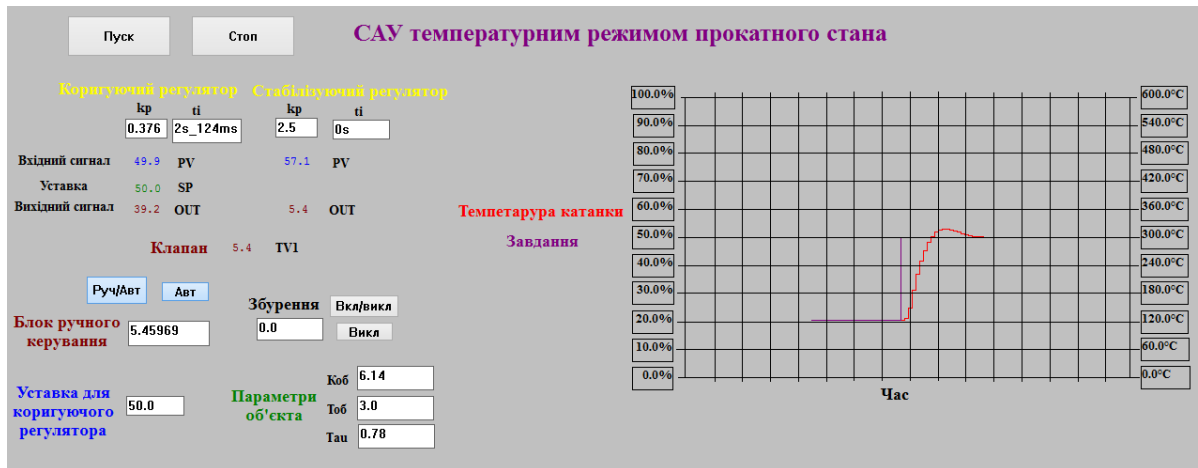 Пуск
Стоп
САУ температурним режимом прокатного стана
Коригуючий регулятор
Стабілізуючий регулятор
kp ti
kp ti
0.376 2s_124ms
2.5 0s
Вхідний сигнал 49.9 PV
57.1 PV
Уставка 50.0 SP
Вихідний сигнал 39.2 OUT
5.4 OUT
Клапан 5.4 TV1
Руч/Авт
Авт
Блок ручного
керування
5.45969
Збурення
Вкл/викл
0.0
Викл
Уставка для
коригуючого
регулятора
50.0
Параметри
об'єкта
Коб 6.14
Тоб 3.0
Tau 0.78
Темпетарура катанки
Завдання
100.0%
90.0%
80.0%
70.0%
60.0%
50.0%
40.0%
30.0%
20.0%
10.0%
0.0%
600.0°C
540.0°C
480.0°C
420.0°C
360.0°C
300.0°C
240.0°C
180.0°C
120.0°C
60.0°C
0.0°C
Час